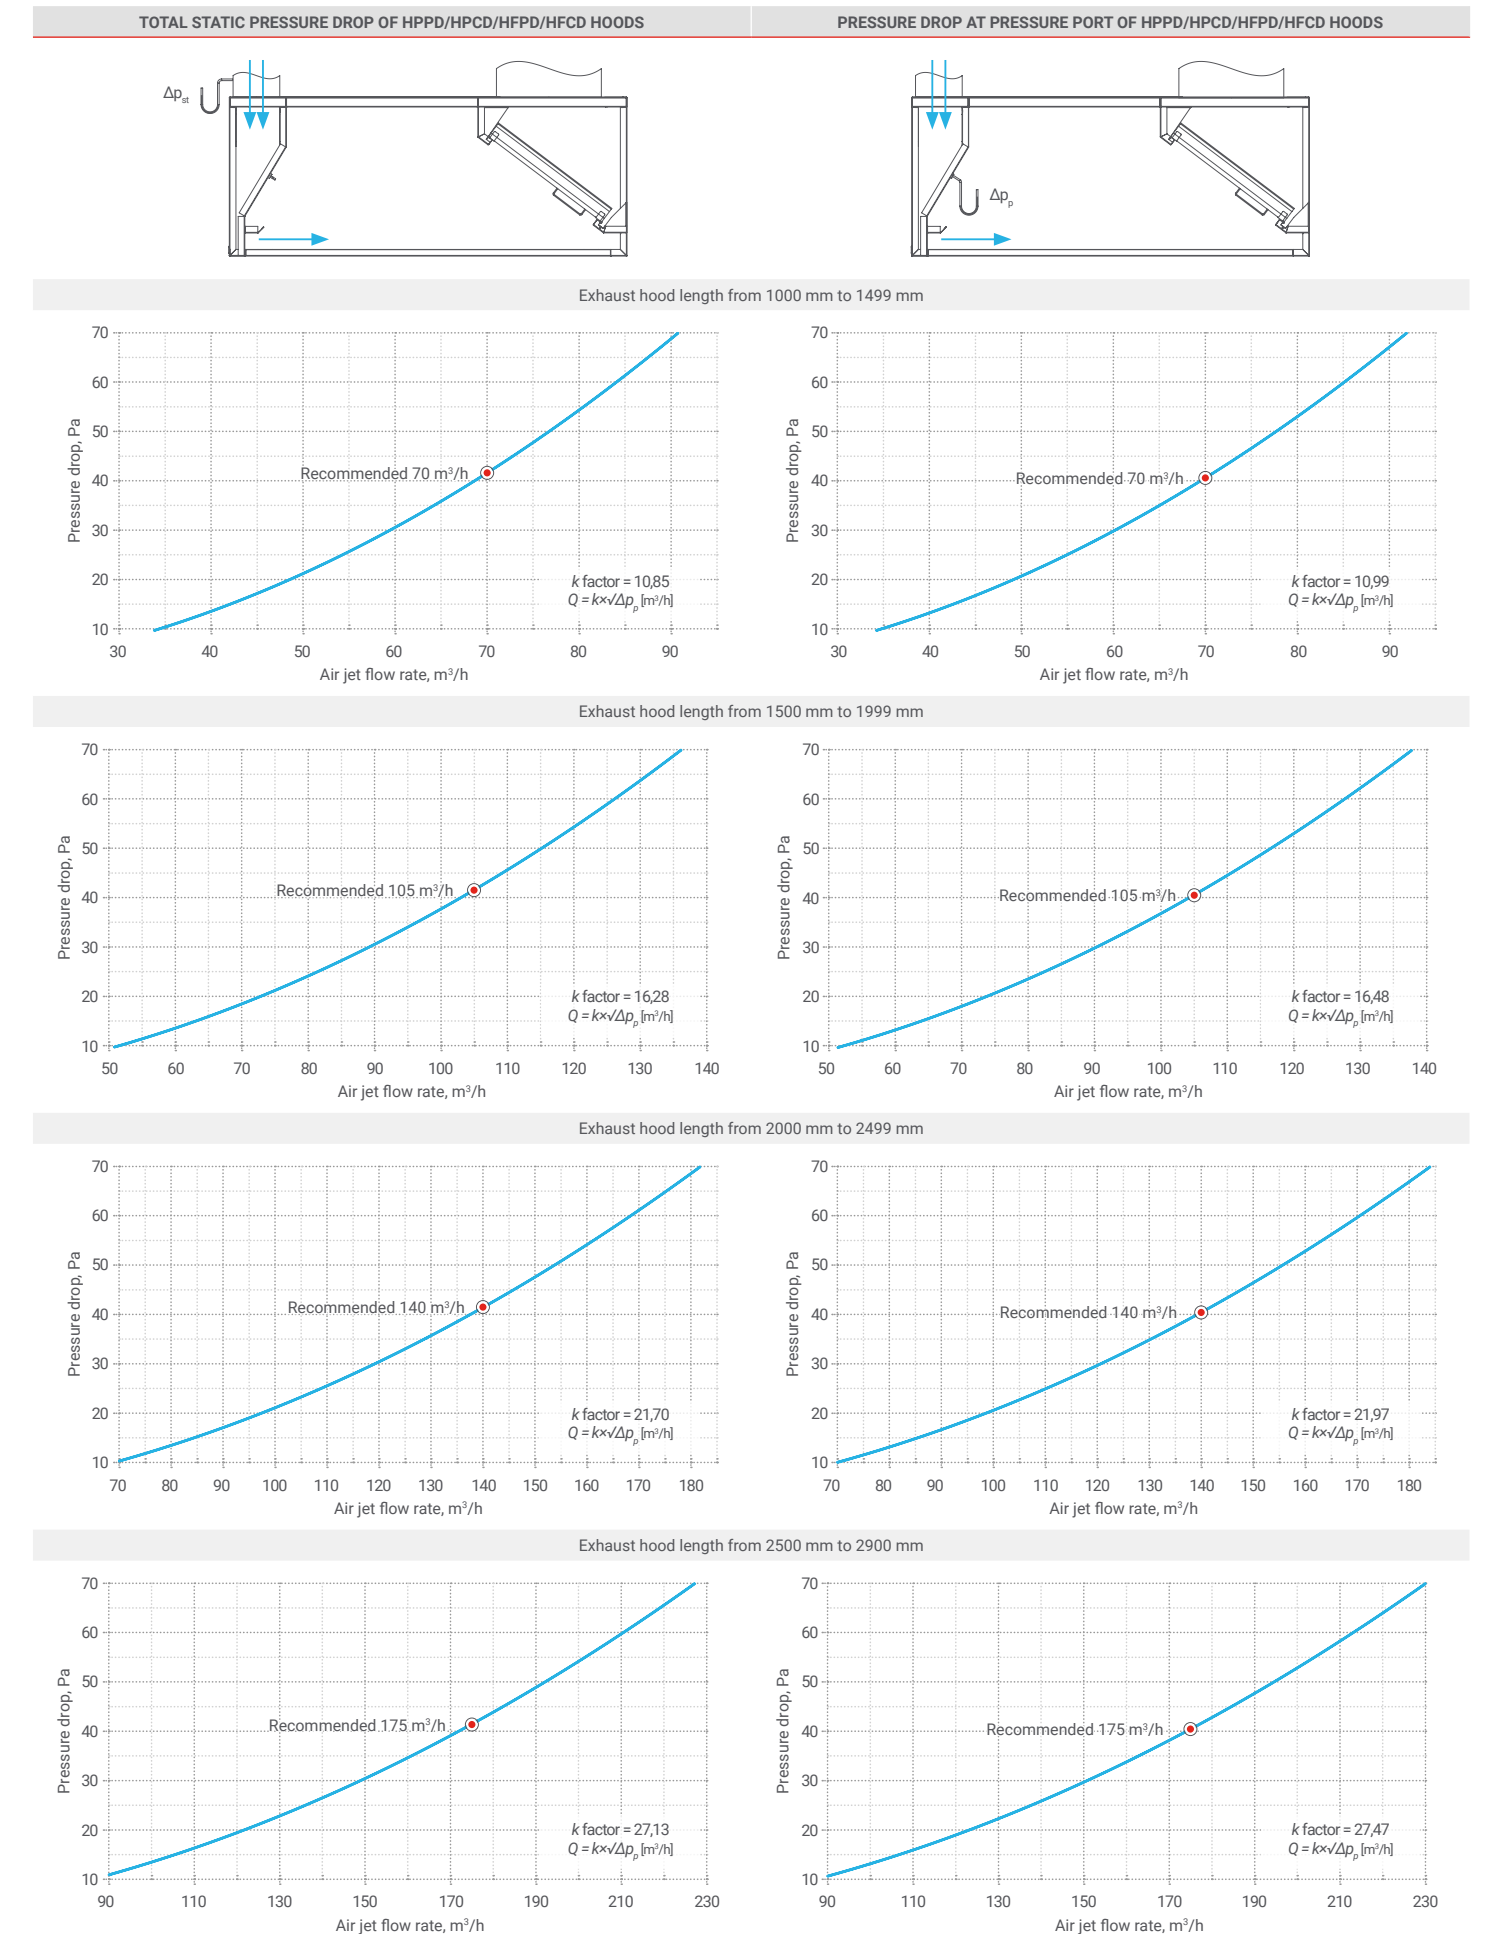 TOTAL STATIC PRESSURE DROP OF HPPD/HPCD/HFPD/HFCD HOODS
PRESSURE DROP AT PRESSURE PORT OF HPPD/HPCD/HFPD/HFCD HOODS
Δp st
Δp p
Exhaust hood length from 1000 mm to 1499 mm
70
60
50
40
30
20
10
Pressure drop, Pa
Recommended 70 m³/h
k factor = 10,85
Q = k×√Δp p [m³/h]
30 40 50 60 70 80 90
Air jet flow rate, m³/h
70
60
50
40
30
20
10
Pressure drop, Pa
Recommended 70 m³/h
k factor = 10,99
Q = k×√Δp p [m³/h]
30 40 50 60 70 80 90
Air jet flow rate, m³/h
Exhaust hood length from 1500 mm to 1999 mm
70
60
50
40
30
20
10
Pressure drop, Pa
Recommended 105 m³/h
k factor = 16,28
Q = k×√Δp p [m³/h]
50 60 70 80 90 100 110 120 130 140
Air jet flow rate, m³/h
70
60
50
40
30
20
10
Pressure drop, Pa
Recommended 105 m³/h
k factor = 16,48
Q = k×√Δp p [m³/h]
50 60 70 80 90 100 110 120 130 140
Air jet flow rate, m³/h
Exhaust hood length from 2000 mm to 2499 mm
70
60
50
40
30
20
10
Pressure drop, Pa
Recommended 140 m³/h
k factor = 21,70
Q = k×√Δp p [m³/h]
70 80 90 100 110 120 130 140 150 160 170 180
Air jet flow rate, m³/h
70
60
50
40
30
20
10
Pressure drop, Pa
Recommended 140 m³/h
k factor = 21,97
Q = k×√Δp p [m³/h]
70 80 90 100 110 120 130 140 150 160 170 180
Air jet flow rate, m³/h
Exhaust hood length from 2500 mm to 2900 mm
70
60
50
40
30
20
10
Pressure drop, Pa
Recommended 175 m³/h
k factor = 27,13
Q = k×√Δp p [m³/h]
90 110 130 150 170 190 210 230
Air jet flow rate, m³/h
70
60
50
40
30
20
10
Pressure drop, Pa
Recommended 175 m³/h
k factor = 27,47
Q = k×√Δp p [m³/h]
90 110 130 150 170 190 210 230
Air jet flow rate, m³/h